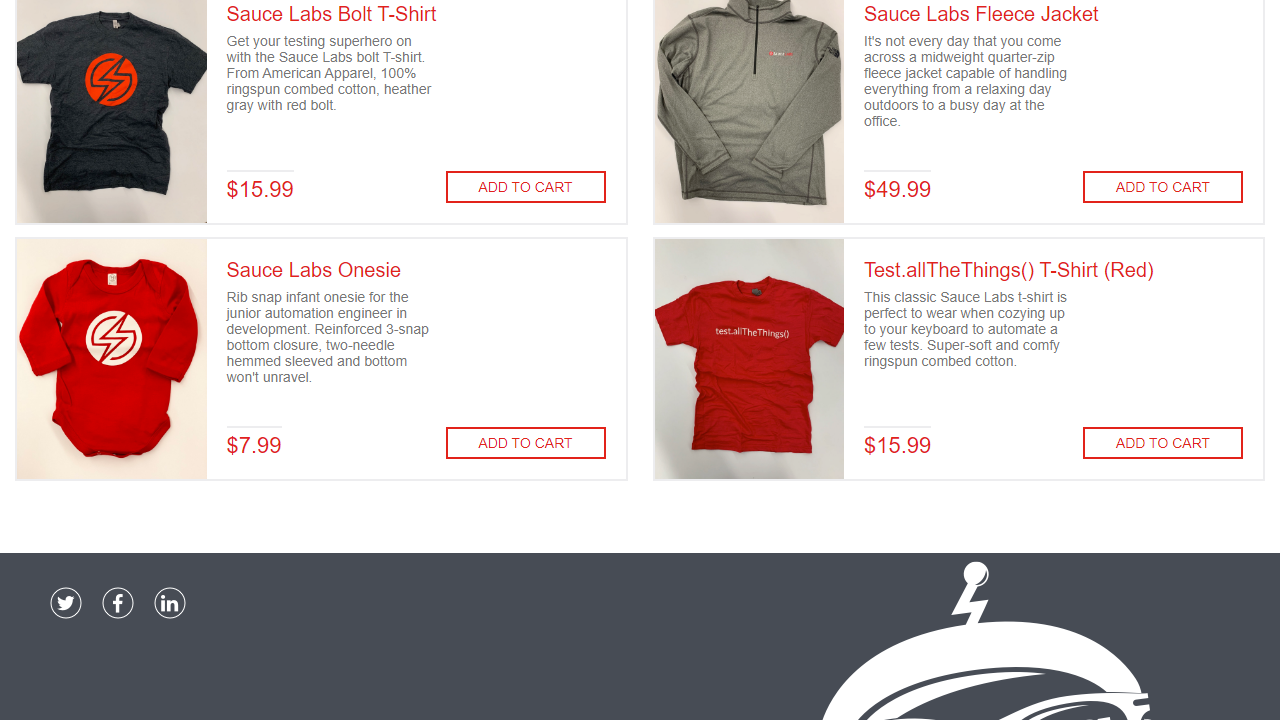 Sauce Labs Bolt T-Shirt
Get your testing superhero on
with the Sauce Labs bolt T-shirt.
From American Apparel, 100%
ringspun combed cotton, heather
gray with red bolt.
$15.99
ADD TO CART
Sauce Labs Fleece Jacket
It's not every day that you come
across a midweight quarter-zip
fleece jacket capable of handling
everything from a relaxing day
outdoors to a busy day at the
office.
$49.99
ADD TO CART
Sauce Labs Onesie
Rib snap infant onesie for the
junior automation engineer in
development. Reinforced 3-snap
bottom closure, two-needle
hemmed sleeved and bottom
won't unravel.
$7.99
ADD TO CART
test.allTheThings()
Test.allTheThings() T-Shirt (Red)
This classic Sauce Labs t-shirt is
perfect to wear when cozying up
to your keyboard to automate a
few tests. Super-soft and comfy
ringspun combed cotton.
$15.99
ADD TO CART